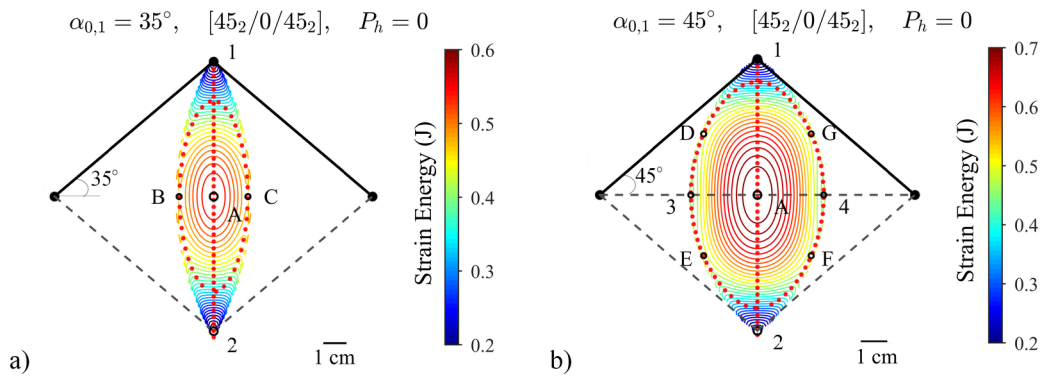 α0,1 = 35°, [45₂/0/45₂], Pₕ = 0
1
35°
B
A
C
2
1 cm
a)
0.6
0.5
0.4
0.3
0.2
Strain Energy (J)
α0,1 = 45°, [45₂/0/45₂], Pₕ = 0
1
D
G
45°
3
A
4
E
F
2
1 cm
b)
0.7
0.6
0.5
0.4
0.3
0.2
Strain Energy (J)